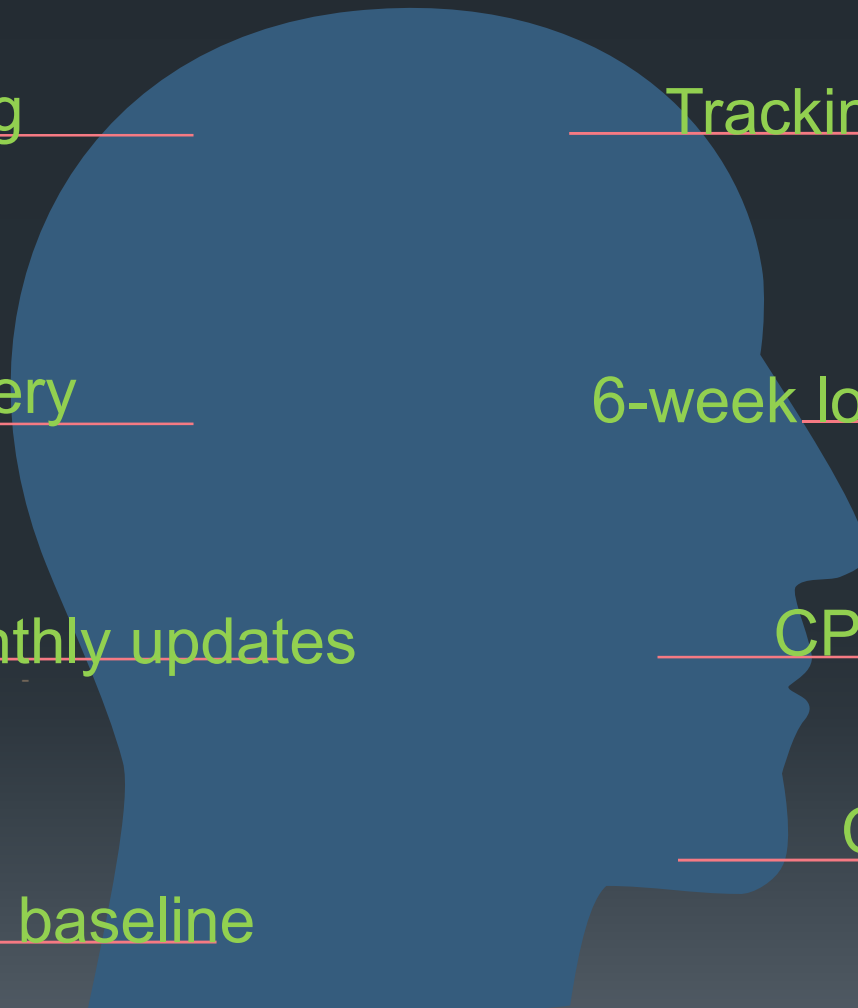 g
Trackin
ery
6-week lo
nthly updates
CP
baseline